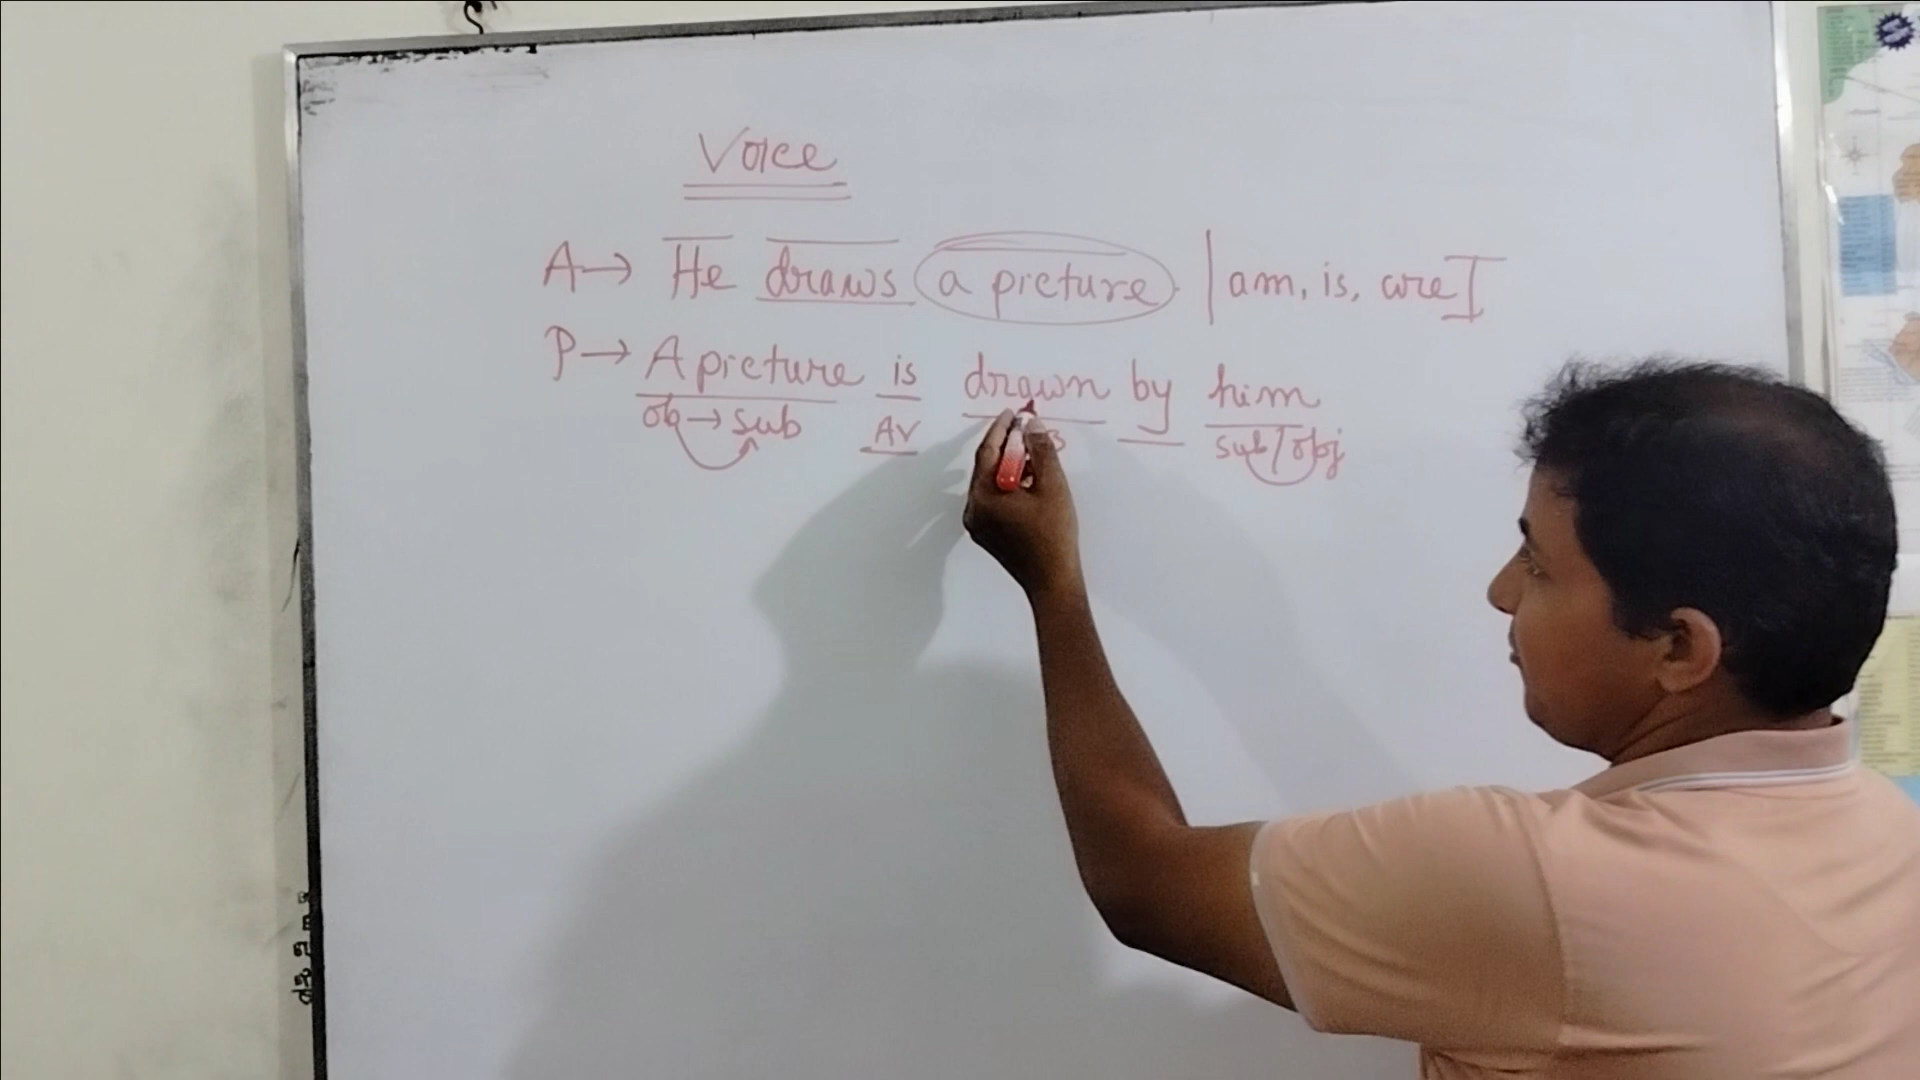 Voice
A→ He draws a picture. | am, is, are]
P→ A picture is drawn by him
ob→sub AV sub/obj